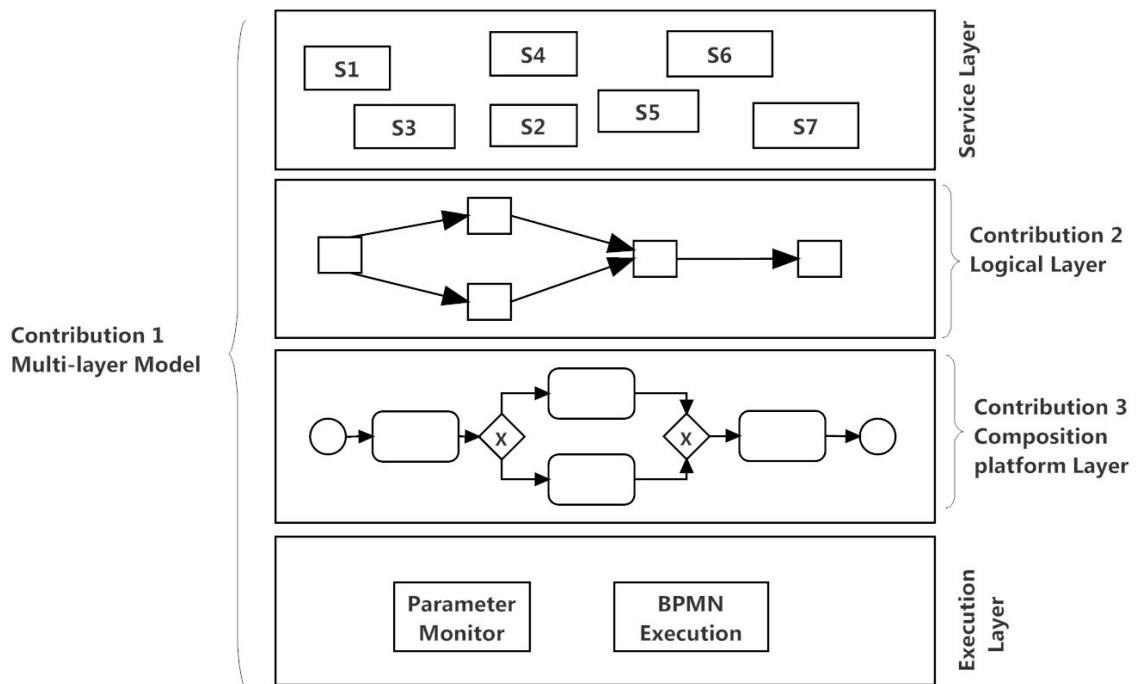 S1
S4
S6
S3
S2
S5
S7
Service Layer
Contribution 2
Logical Layer
Contribution 1
Multi-layer Model
X
X
Contribution 3
Composition
platform Layer
Parameter
Monitor
BPMN
Execution
Execution
Layer